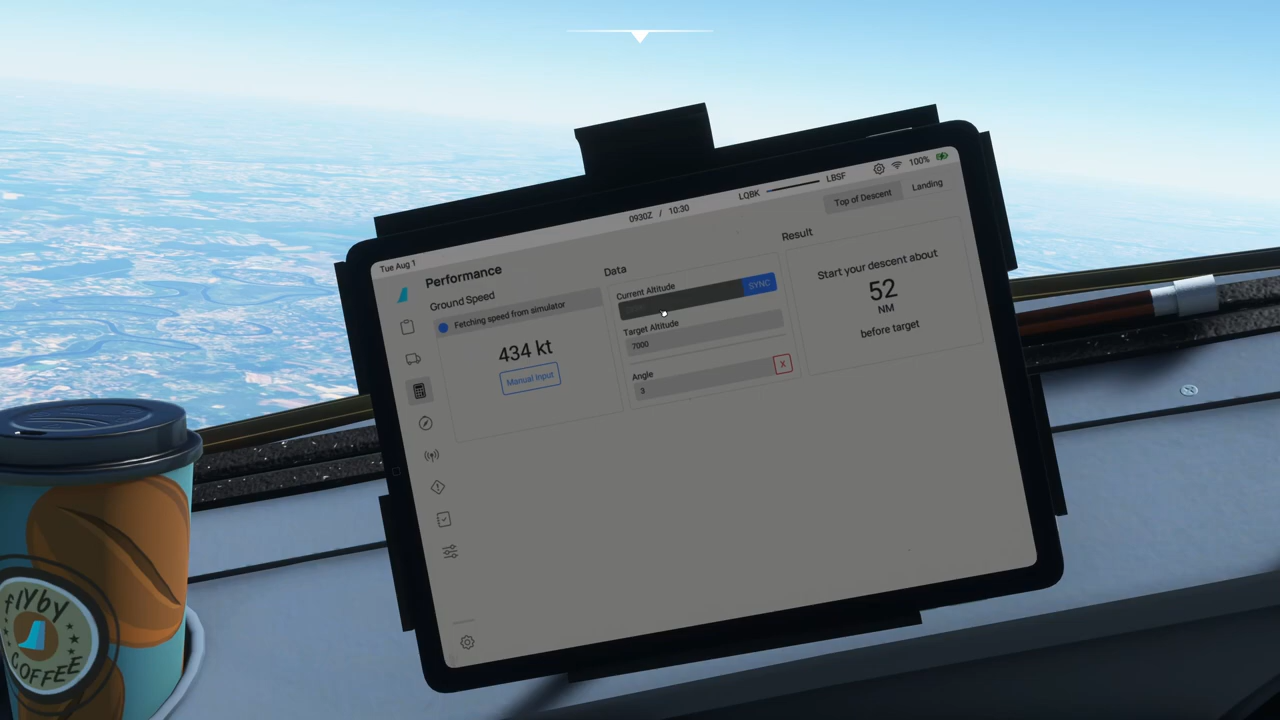 Tue Aug 1
0930Z / 10:30
LQBK
LBSF
100%
Performance
Top of Descent
Landing
Ground Speed
Fetching speed from simulator
434 kt
Manual Input
Data
Current Altitude
SYNC
Target Altitude
7000
Angle
X
3
Result
Start your descent about
52
NM
before target
flyby
COFFEE